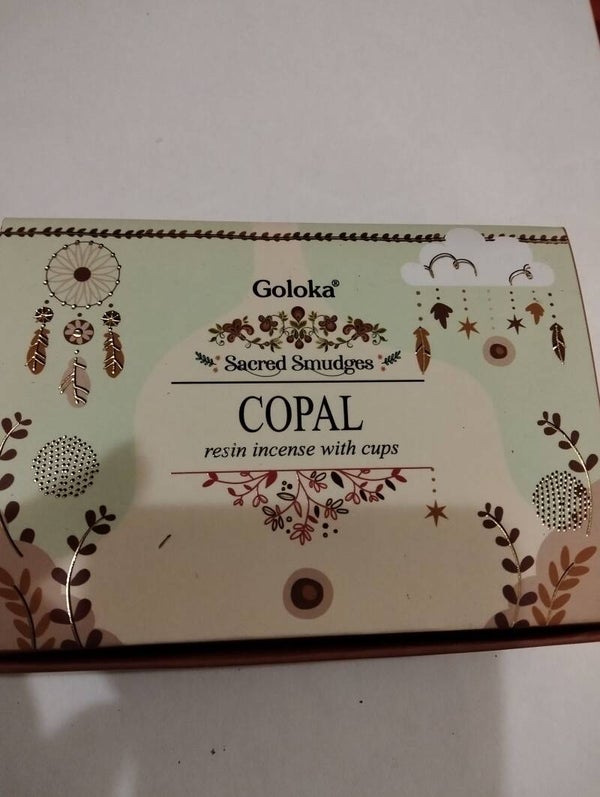 Goloka®
Sacred Smudges
COPAL
resin incense with cups